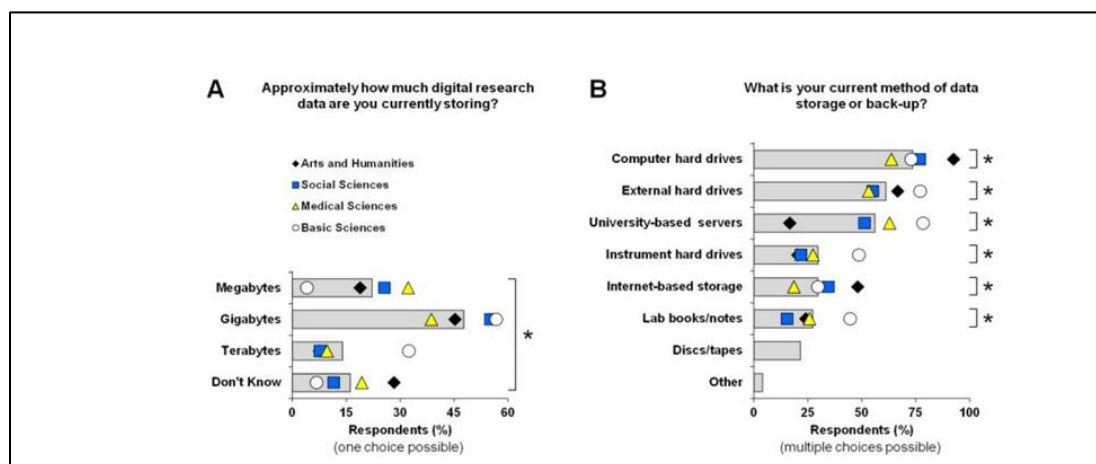 A
Approximately how much digital research
data are you currently storing?
Arts and Humanities
Social Sciences
Medical Sciences
Basic Sciences
Megabytes
Gigabytes
Terabytes
Don't Know
*
0 15 30 45 60
Respondents (%)
(one choice possible)
B
What is your current method of data
storage or back-up?
Computer hard drives *
External hard drives *
University-based servers *
Instrument hard drives *
Internet-based storage *
Lab books/notes *
Discs/tapes
Other
0 25 50 75 100
Respondents (%)
(multiple choices possible)